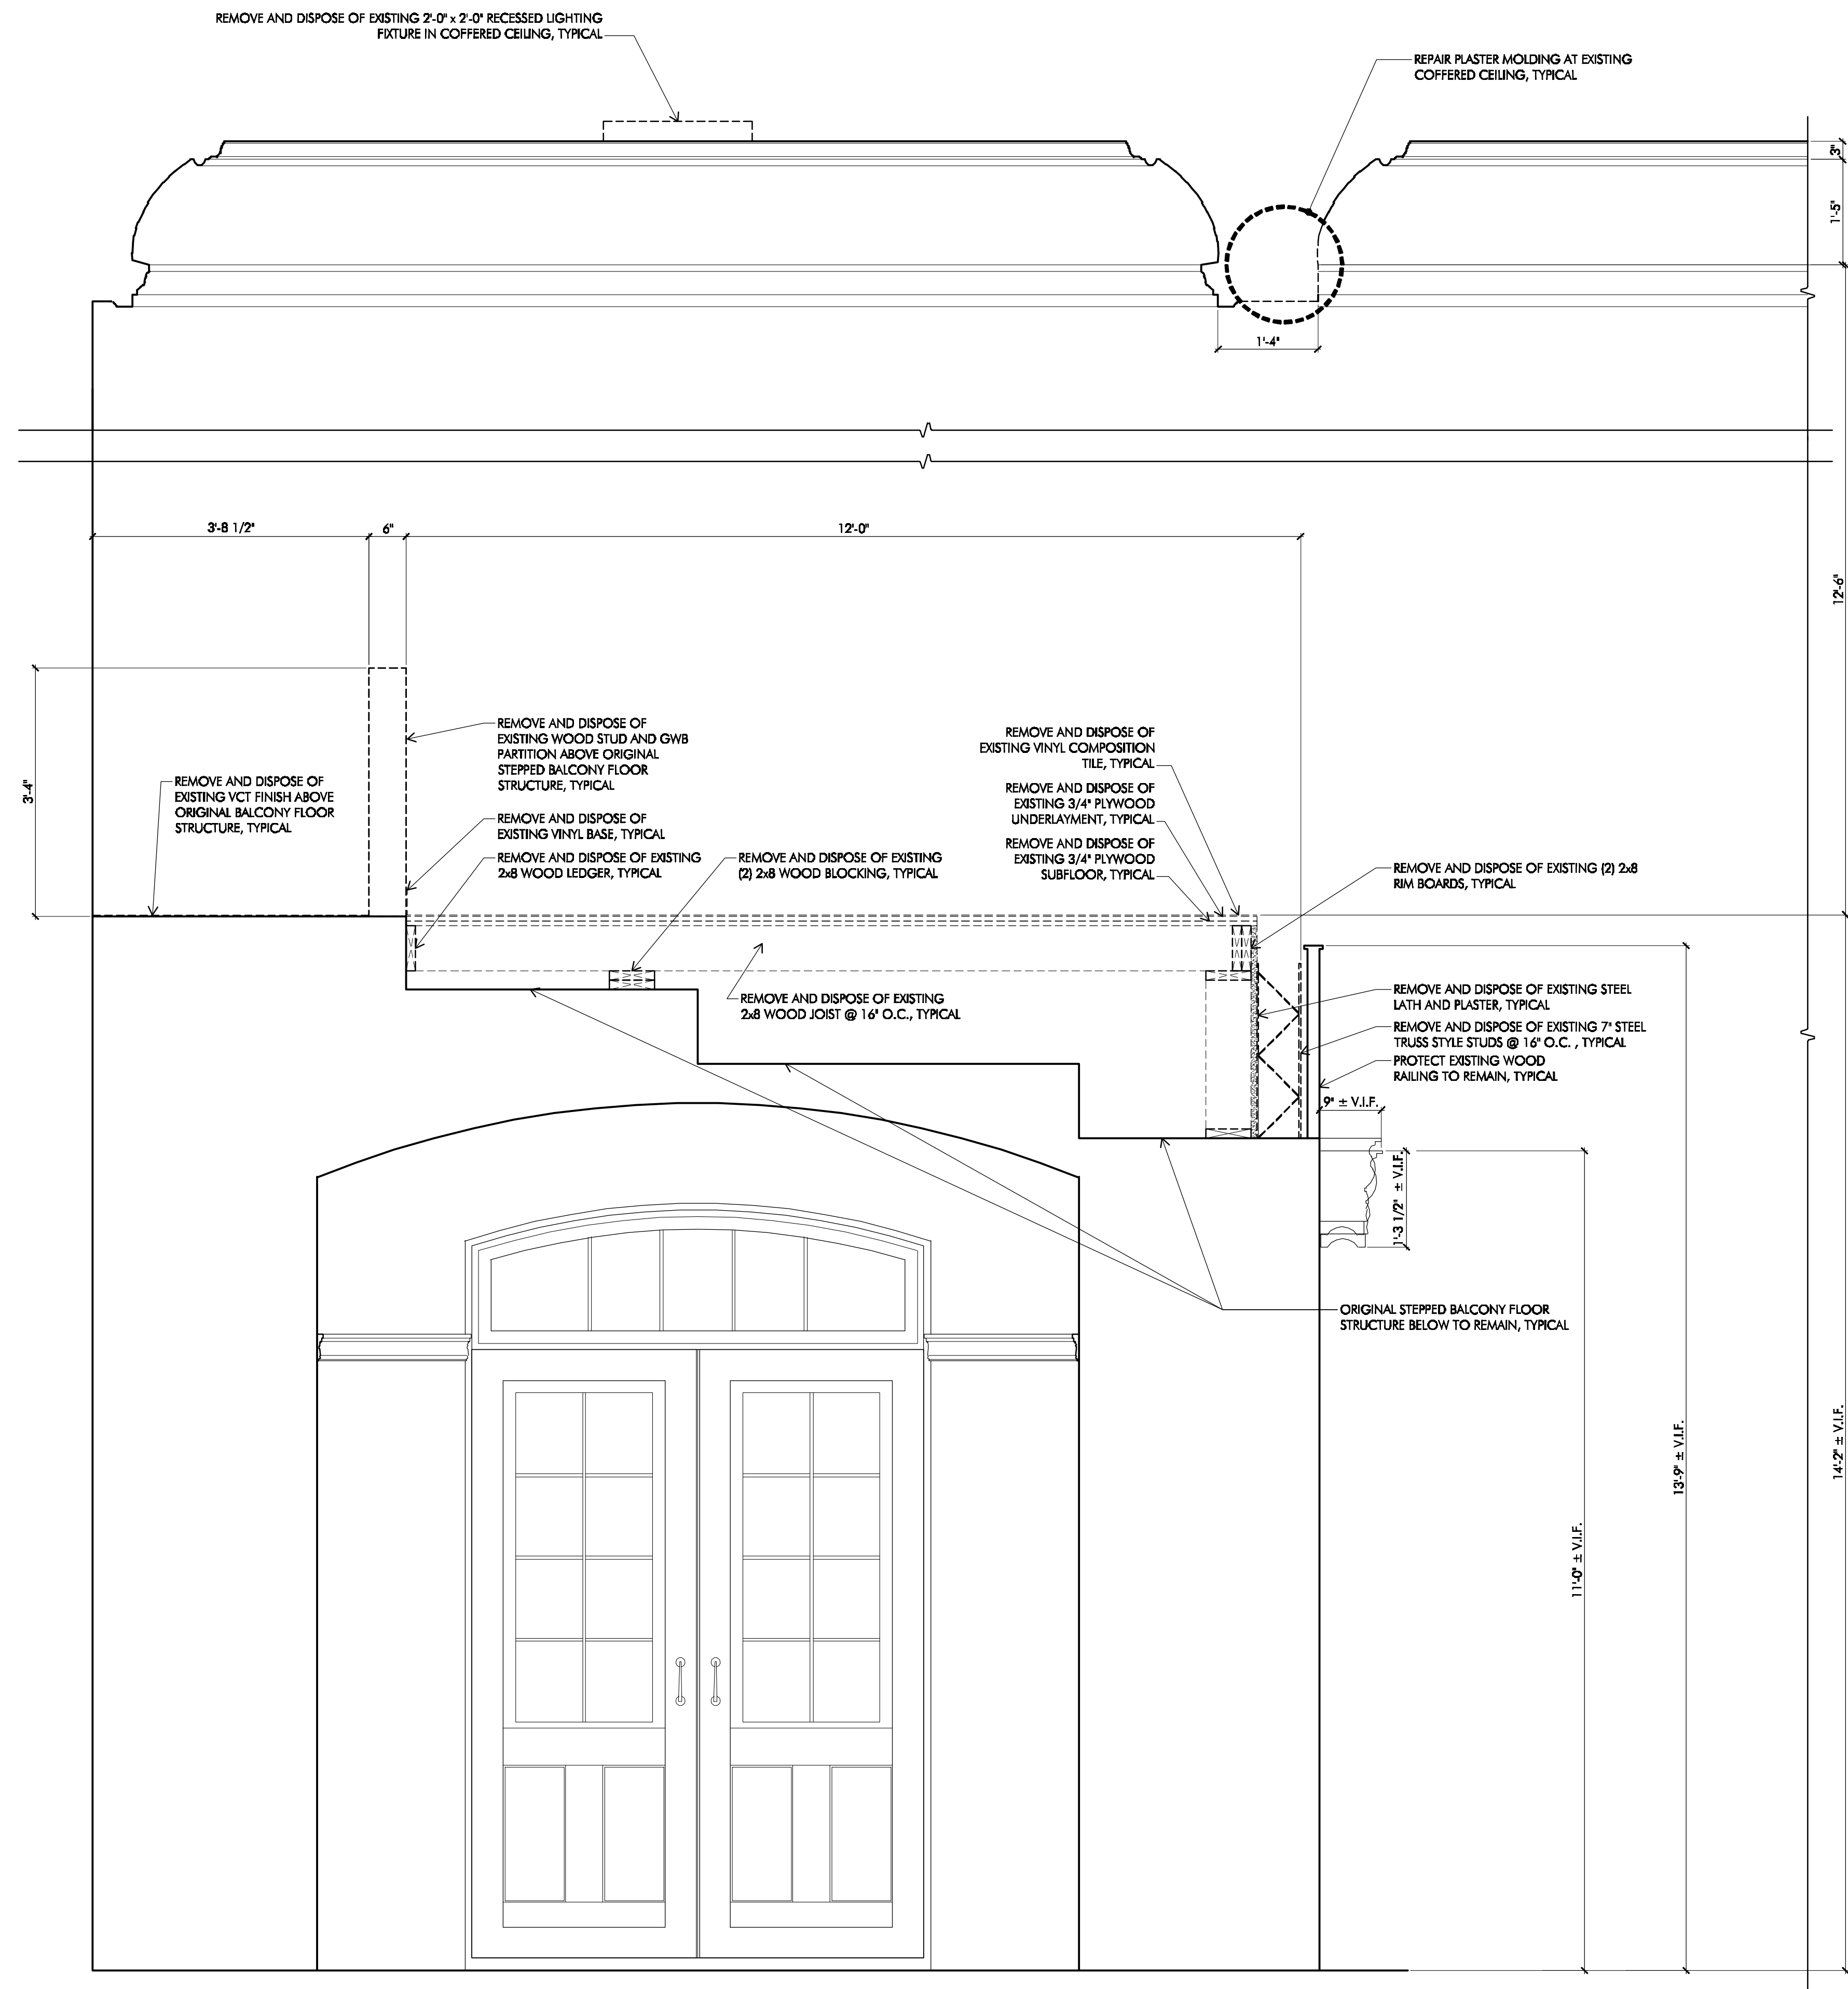 REMOVE AND DISPOSE OF EXISTING 2'-0" x 2'-0" RECESSED LIGHTING
FIXTURE IN COFFERED CEILING, TYPICAL
REPAIR PLASTER MOLDING AT EXISTING
COFFERED CEILING, TYPICAL
3"
1'-5"
1'-4"
3'-8 1/2"
6"
12'-0"
12'-6"
3'-4"
REMOVE AND DISPOSE OF
EXISTING VCT FINISH ABOVE
ORIGINAL BALCONY FLOOR
STRUCTURE, TYPICAL
REMOVE AND DISPOSE OF
EXISTING WOOD STUD AND GWB
PARTITION ABOVE ORIGINAL
STEPPED BALCONY FLOOR
STRUCTURE, TYPICAL
REMOVE AND DISPOSE OF
EXISTING VINYL BASE, TYPICAL
REMOVE AND DISPOSE OF EXISTING
2x8 WOOD LEDGER, TYPICAL
REMOVE AND DISPOSE OF EXISTING
(2) 2x8 WOOD BLOCKING, TYPICAL
REMOVE AND DISPOSE OF
EXISTING VINYL COMPOSITION
TILE, TYPICAL
REMOVE AND DISPOSE OF
EXISTING 3/4" PLYWOOD
UNDERLAYMENT, TYPICAL
REMOVE AND DISPOSE OF
EXISTING 3/4" PLYWOOD
SUBFLOOR, TYPICAL
REMOVE AND DISPOSE OF EXISTING (2) 2x8
RIM BOARDS, TYPICAL
REMOVE AND DISPOSE OF EXISTING
2x8 WOOD JOIST @ 16" O.C., TYPICAL
REMOVE AND DISPOSE OF EXISTING STEEL
LATH AND PLASTER, TYPICAL
REMOVE AND DISPOSE OF EXISTING 7" STEEL
TRUSS STYLE STUDS @ 16" O.C. , TYPICAL
PROTECT EXISTING WOOD
RAILING TO REMAIN, TYPICAL
9" ± V.I.F.
1'-3 1/2" ± V.I.F.
ORIGINAL STEPPED BALCONY FLOOR
STRUCTURE BELOW TO REMAIN, TYPICAL
11'-0" ± V.I.F.
13'-9" ± V.I.F.
14'-2" ± V.I.F.